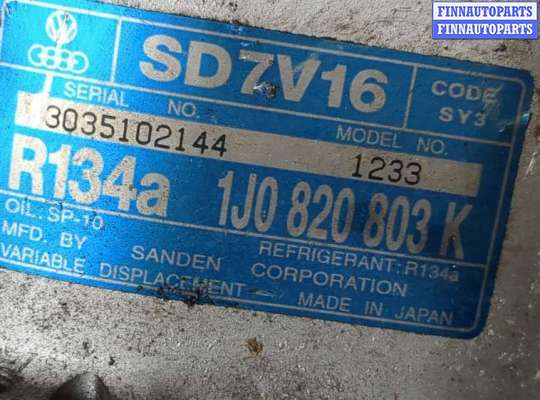 FINNAUTOPARTS
FINNAUTOPARTS
SD7V16
CODE
SY3
SERIAL NO.
3035102144
MODEL NO.
1233
R134a
1J0 820 803 K
OIL: SP-10
REFRIGERANT: R134a
MFD. BY SANDEN CORPORATION
VARIABLE DISPLACEMENT
MADE IN JAPAN